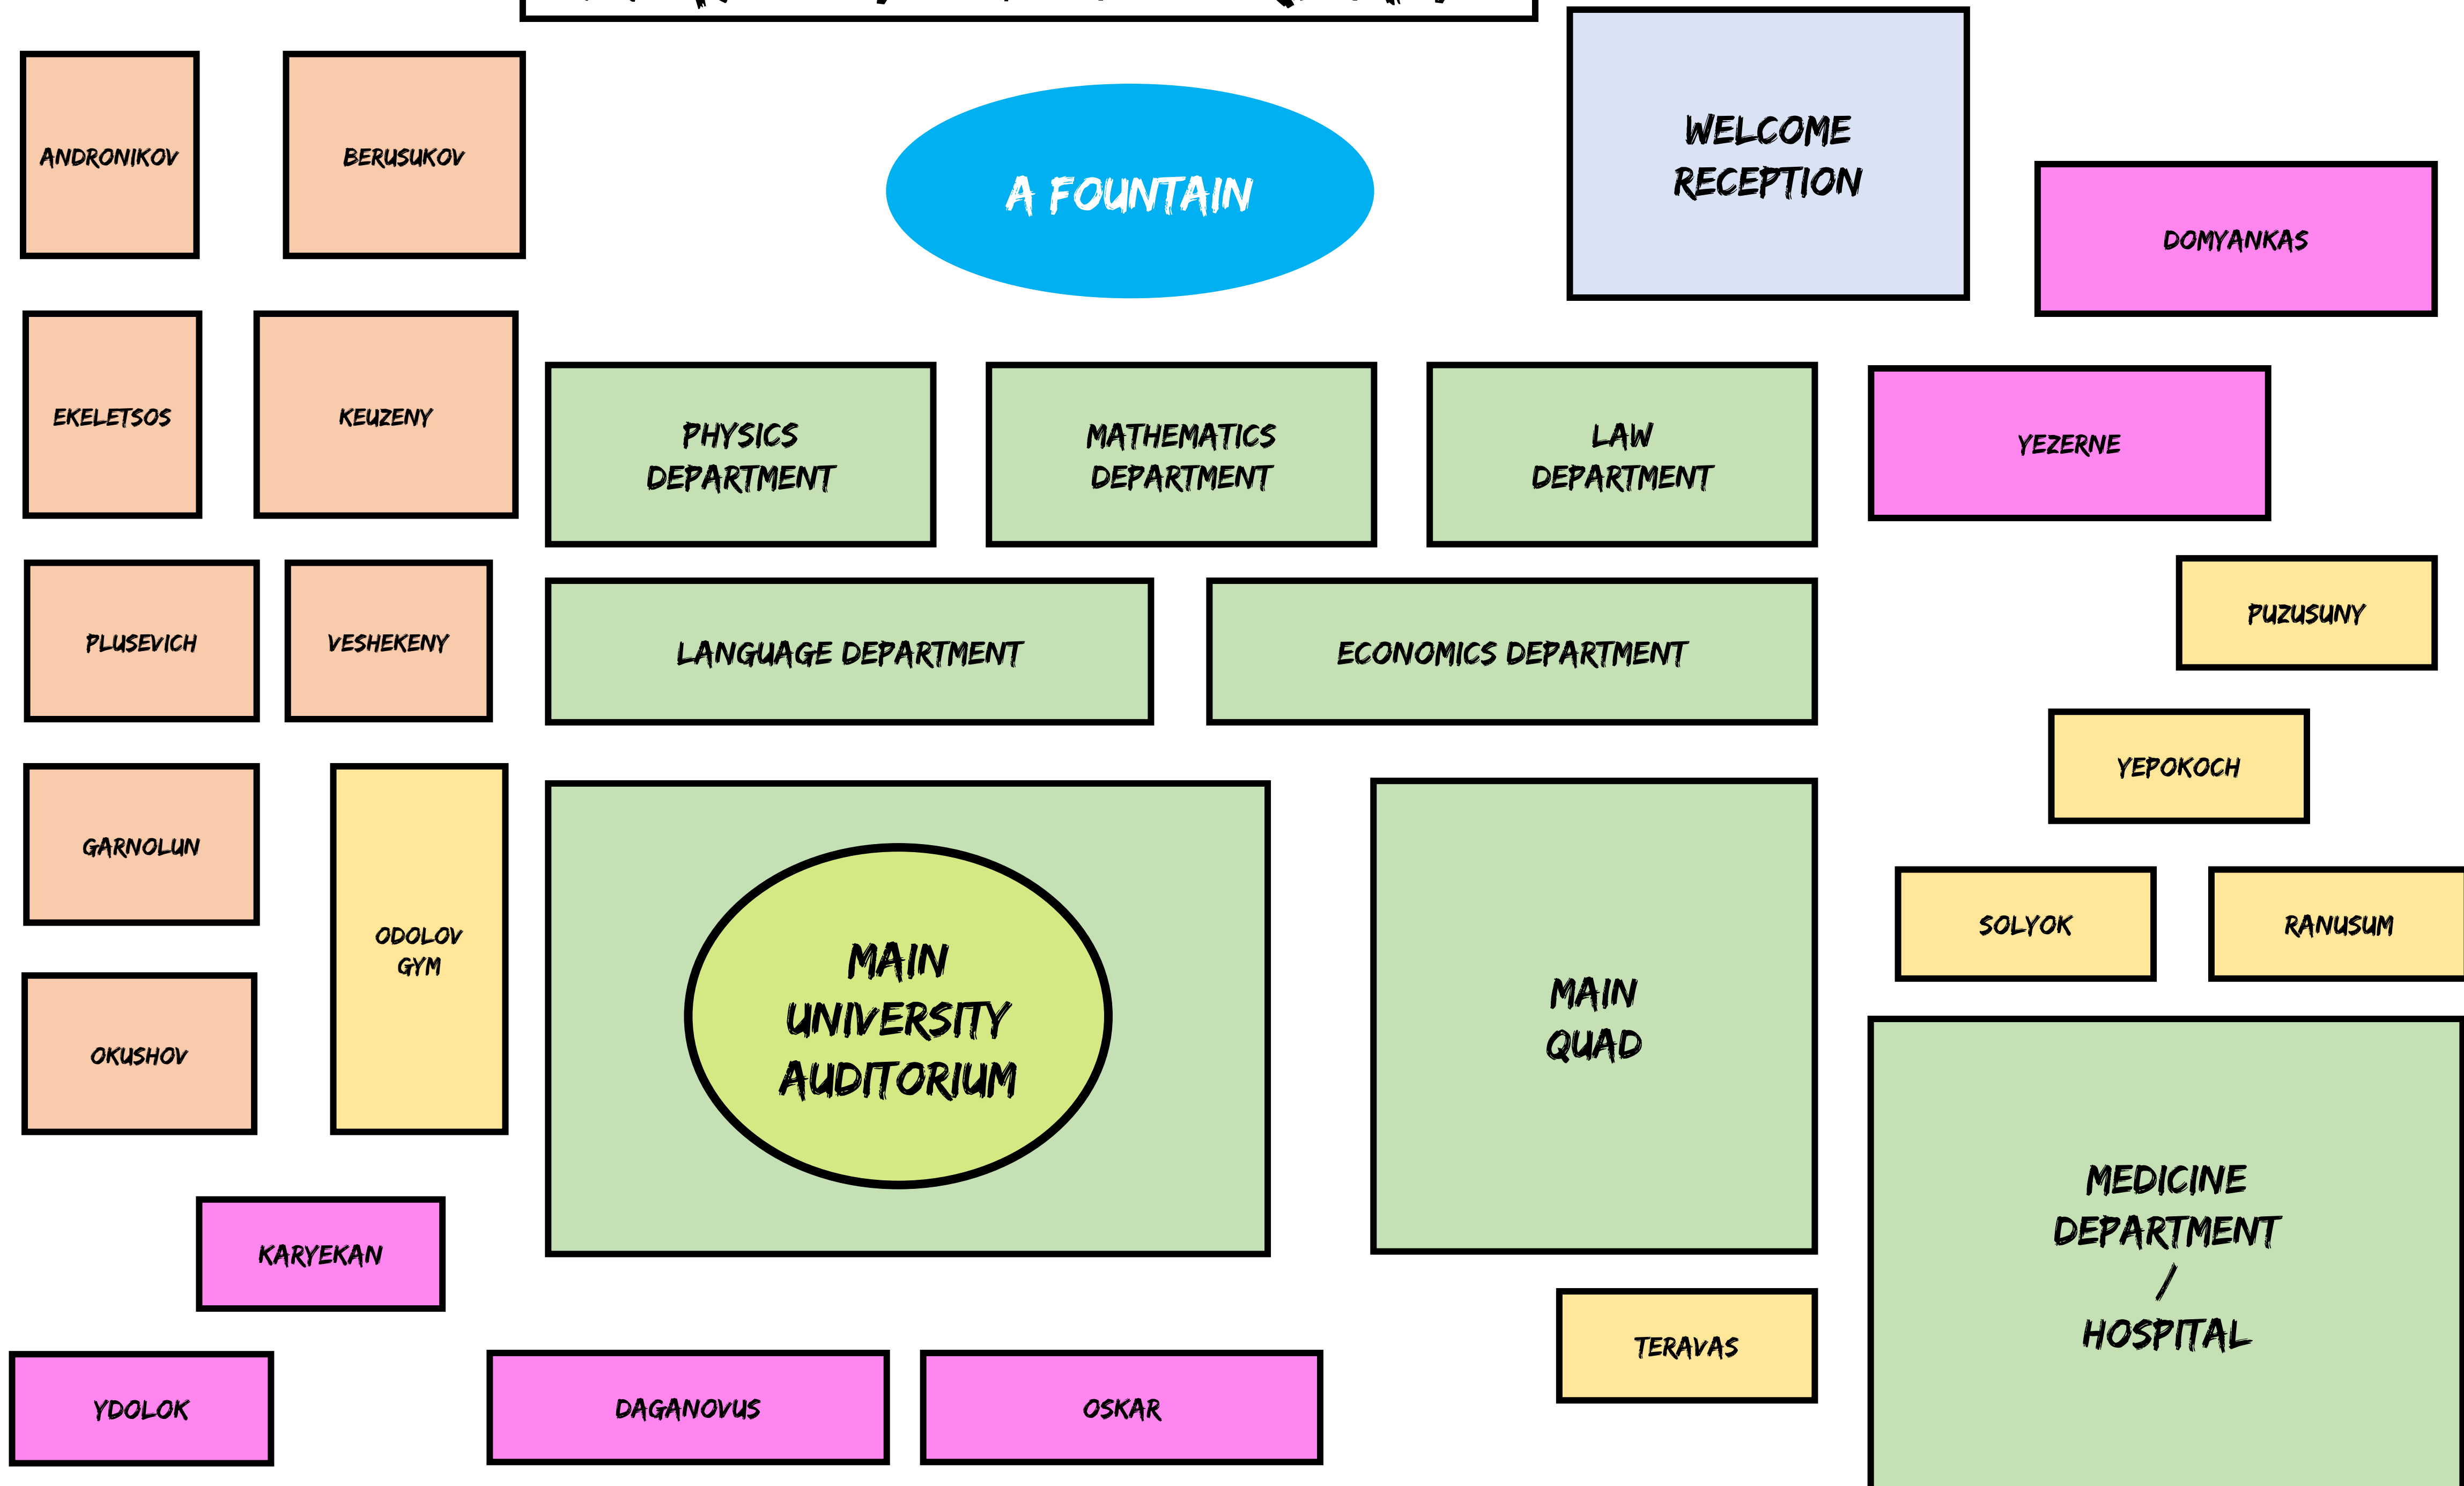 ANDRONIKOV
BERUSUKOV
A FOUNTAIN
WELCOME
RECEPTION
DOMYANKAS
EKELETSOS
KEUZENY
PHYSICS
DEPARTMENT
MATHEMATICS
DEPARTMENT
LAW
DEPARTMENT
YEZERNE
PLUSEVICH
VESHEKENY
LANGUAGE DEPARTMENT
ECONOMICS DEPARTMENT
PUZUSUNY
YEPOKOCH
GARNOLUN
ODOLOV
GYM
MAIN
UNIVERSITY
AUDITORIUM
MAIN
QUAD
SOLYOK
RANUSUM
OKUSHOV
MEDICINE
DEPARTMENT
/
HOSPITAL
KARYEKAN
TERAVAS
YDOLOK
DAGANOVUS
OSKAR